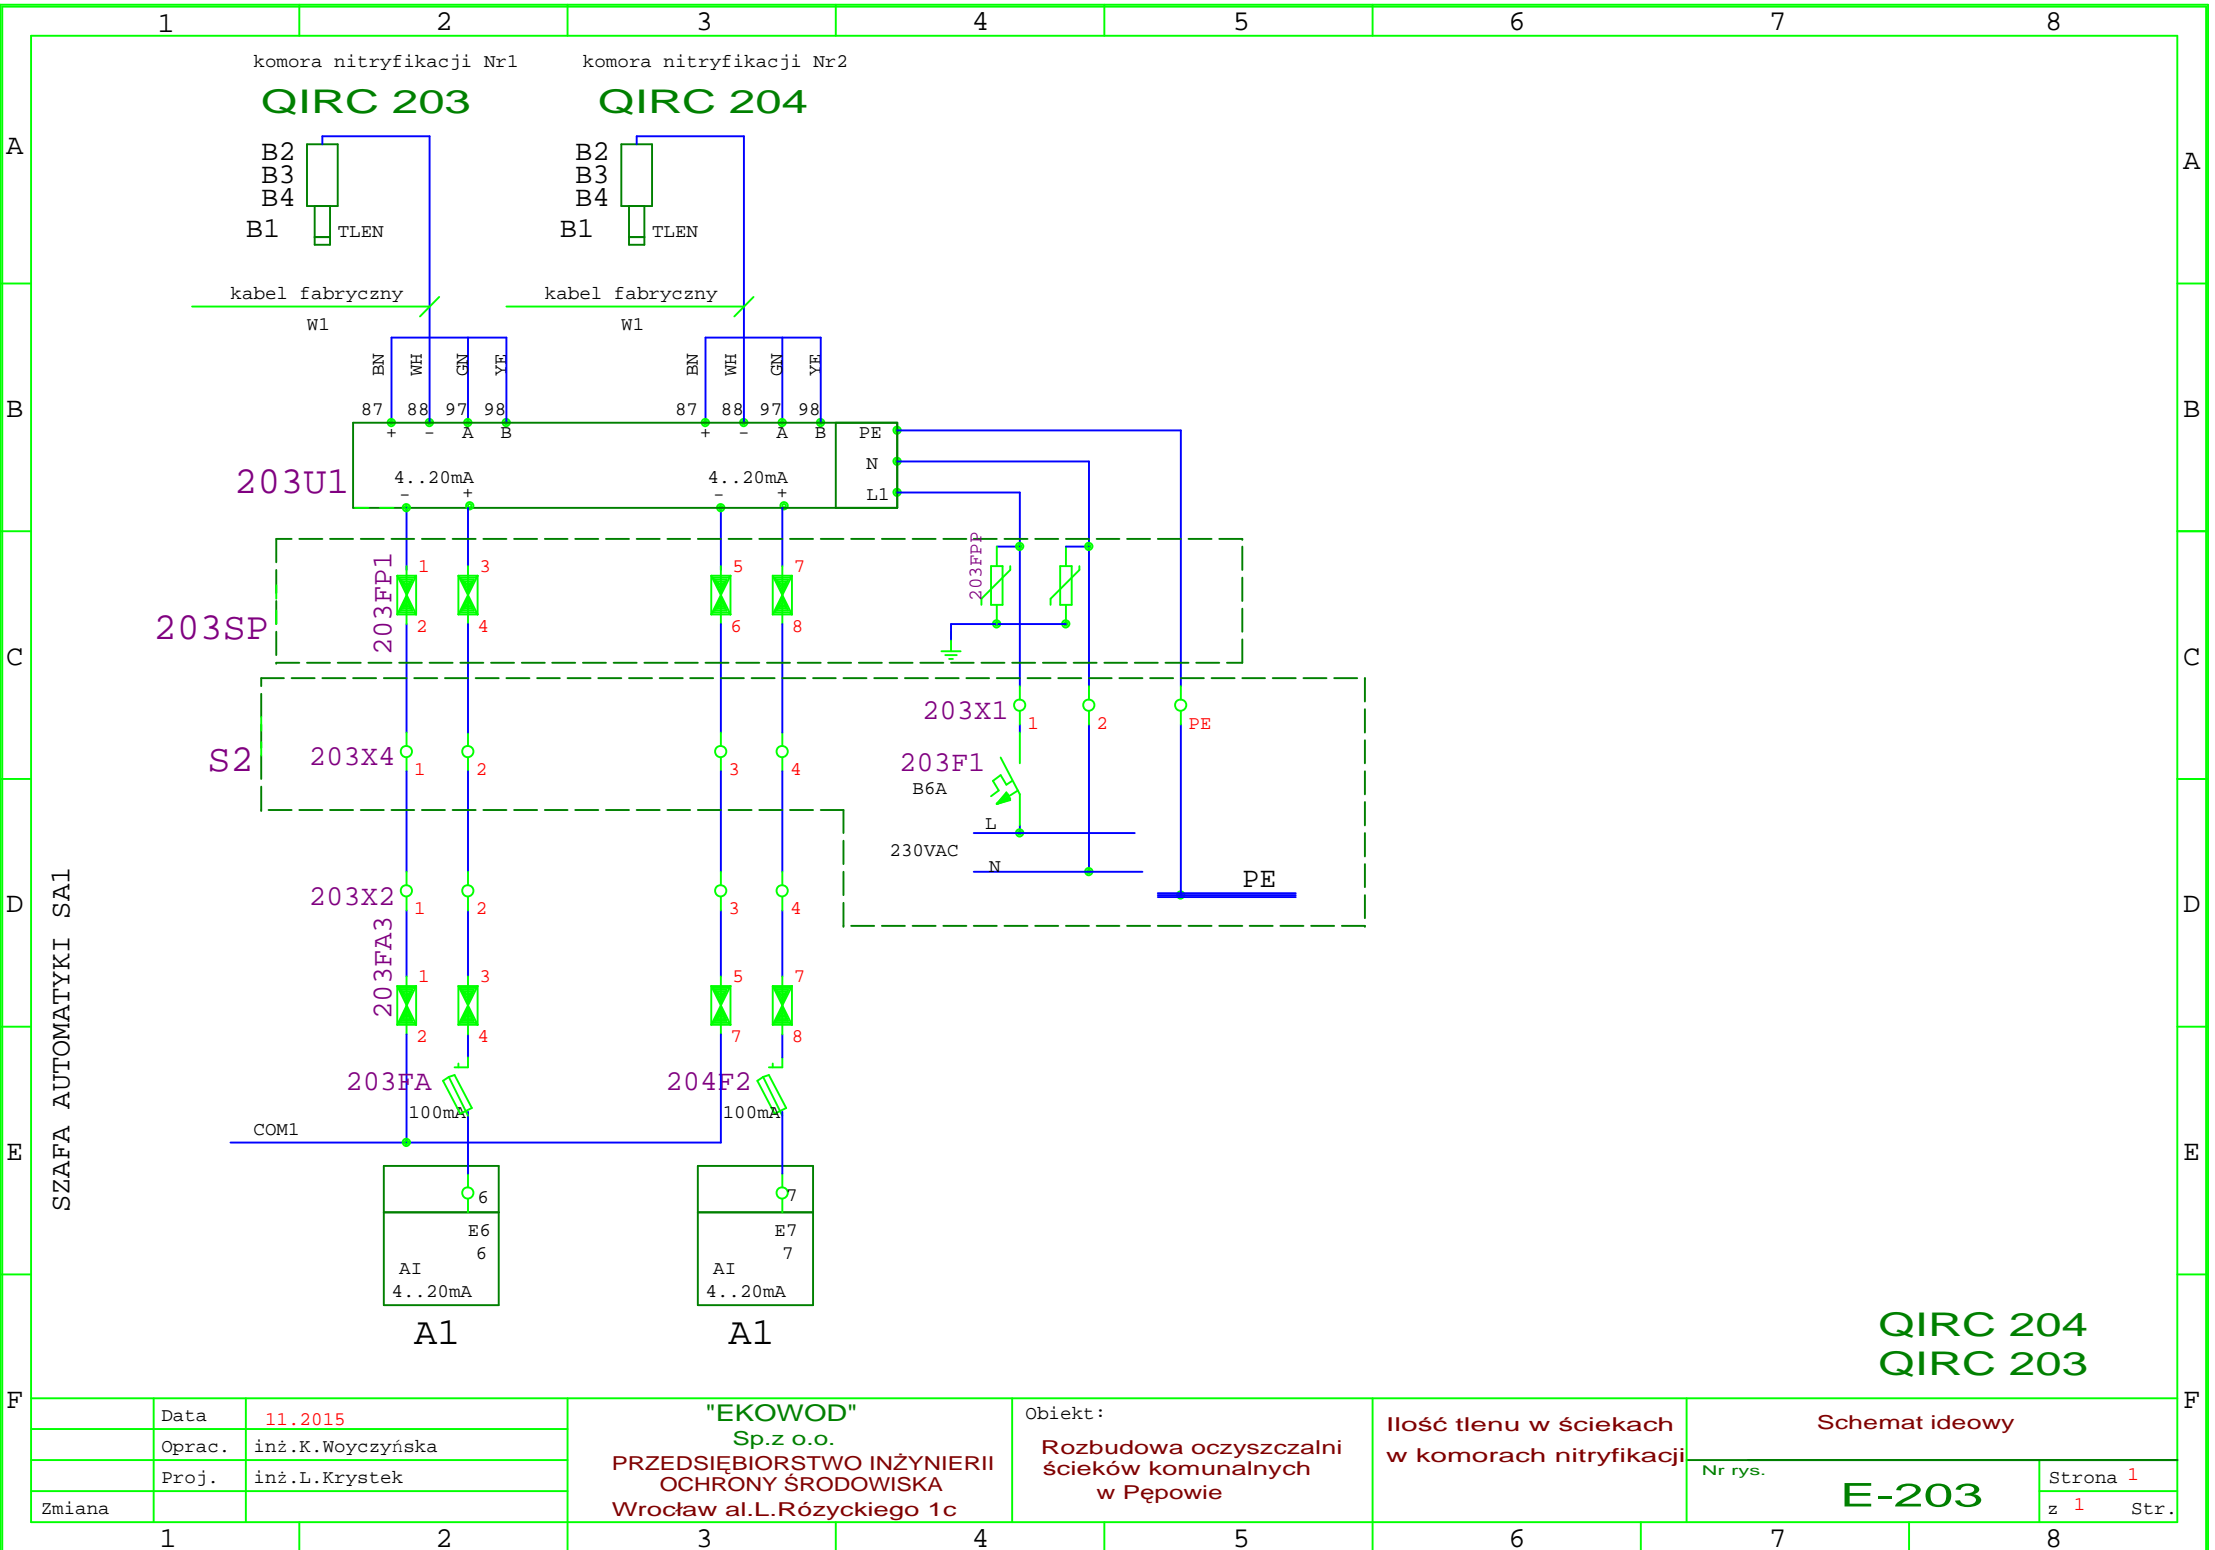 1 2 3 4 5 6 7 8
komora nitryfikacji Nr1 komora nitryfikacji Nr2
QIRC 203 QIRC 204
A A
B2 B2
B3 B3
B4 B4
B1 TLEN B1 TLEN
kabel fabryczny kabel fabryczny
W1 W1
BN WH GN YE BN WH GN YE
B B
87 88 97 98 87 88 97 98
+ - A B + - A B PE
N
203U1 4..20mA 4..20mA
- + - + L1
203FP1 1 3 5 7 203FPP
203SP 2 4 6 8
C C
203X1 1 2 PE
S2 203X4 1 2 3 4
203F1
B6A
L
230VAC
N
PE
D D
203X2 1 2 3 4
SZAFA AUTOMATYKI SA1
203FA3 1 3 5 7
2 4 7 8
203FA 204F2
100mA 100mA
COM1
E E
6 7
E6 E7
6 7
AI AI
4..20mA 4..20mA
A1 A1
QIRC 204
QIRC 203
F F
Data 11.2015
Oprac. inż.K.Woyczyńska
Proj. inż.L.Krystek
Zmiana
"EKOWOD"
Sp.z o.o.
PRZEDSIĘBIORSTWO INŻYNIERII
OCHRONY ŚRODOWISKA
Wrocław al.L.Rózyckiego 1c
Obiekt:
Rozbudowa oczyszczalni
ścieków komunalnych
w Pępowie
Ilość tlenu w ściekach
w komorach nitryfikacji
Schemat ideowy
Nr rys.
E-203
Strona 1
z 1 Str.
1 2 3 4 5 6 7 8